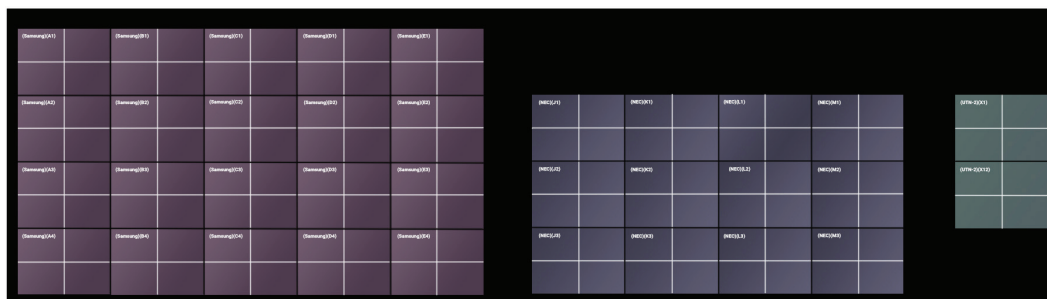 (Samsung)(A1) (Samsung)(B1) (Samsung)(C1) (Samsung)(D1) (Samsung)(E1)
(Samsung)(A2) (Samsung)(B2) (Samsung)(C2) (Samsung)(D2) (Samsung)(E2)
(NEC)(J1) (NEC)(K1) (NEC)(L1) (NEC)(M1) (UTN-2)(X1)
(Samsung)(A3) (Samsung)(B3) (Samsung)(C3) (Samsung)(D3) (Samsung)(E3)
(NEC)(J2) (NEC)(K2) (NEC)(L2) (NEC)(M2) (UTN-2)(X12)
(Samsung)(A4) (Samsung)(B4) (Samsung)(C4) (Samsung)(D4) (Samsung)(E4)
(NEC)(J3) (NEC)(K3) (NEC)(L3) (NEC)(M3)